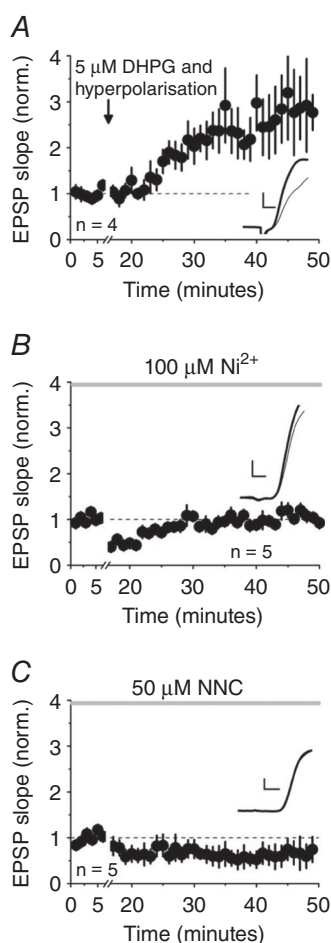 A
5 μM DHPG and
hyperpolarisation
EPSP slope (norm.)
4
3
2
1
0
n = 4
0 5 20 30 40 50
Time (minutes)
B
100 μM Ni2+
EPSP slope (norm.)
4
3
2
1
0
n = 5
0 5 20 30 40 50
Time (minutes)
C
50 μM NNC
EPSP slope (norm.)
4
3
2
1
0
n = 5
0 5 20 30 40 50
Time (minutes)